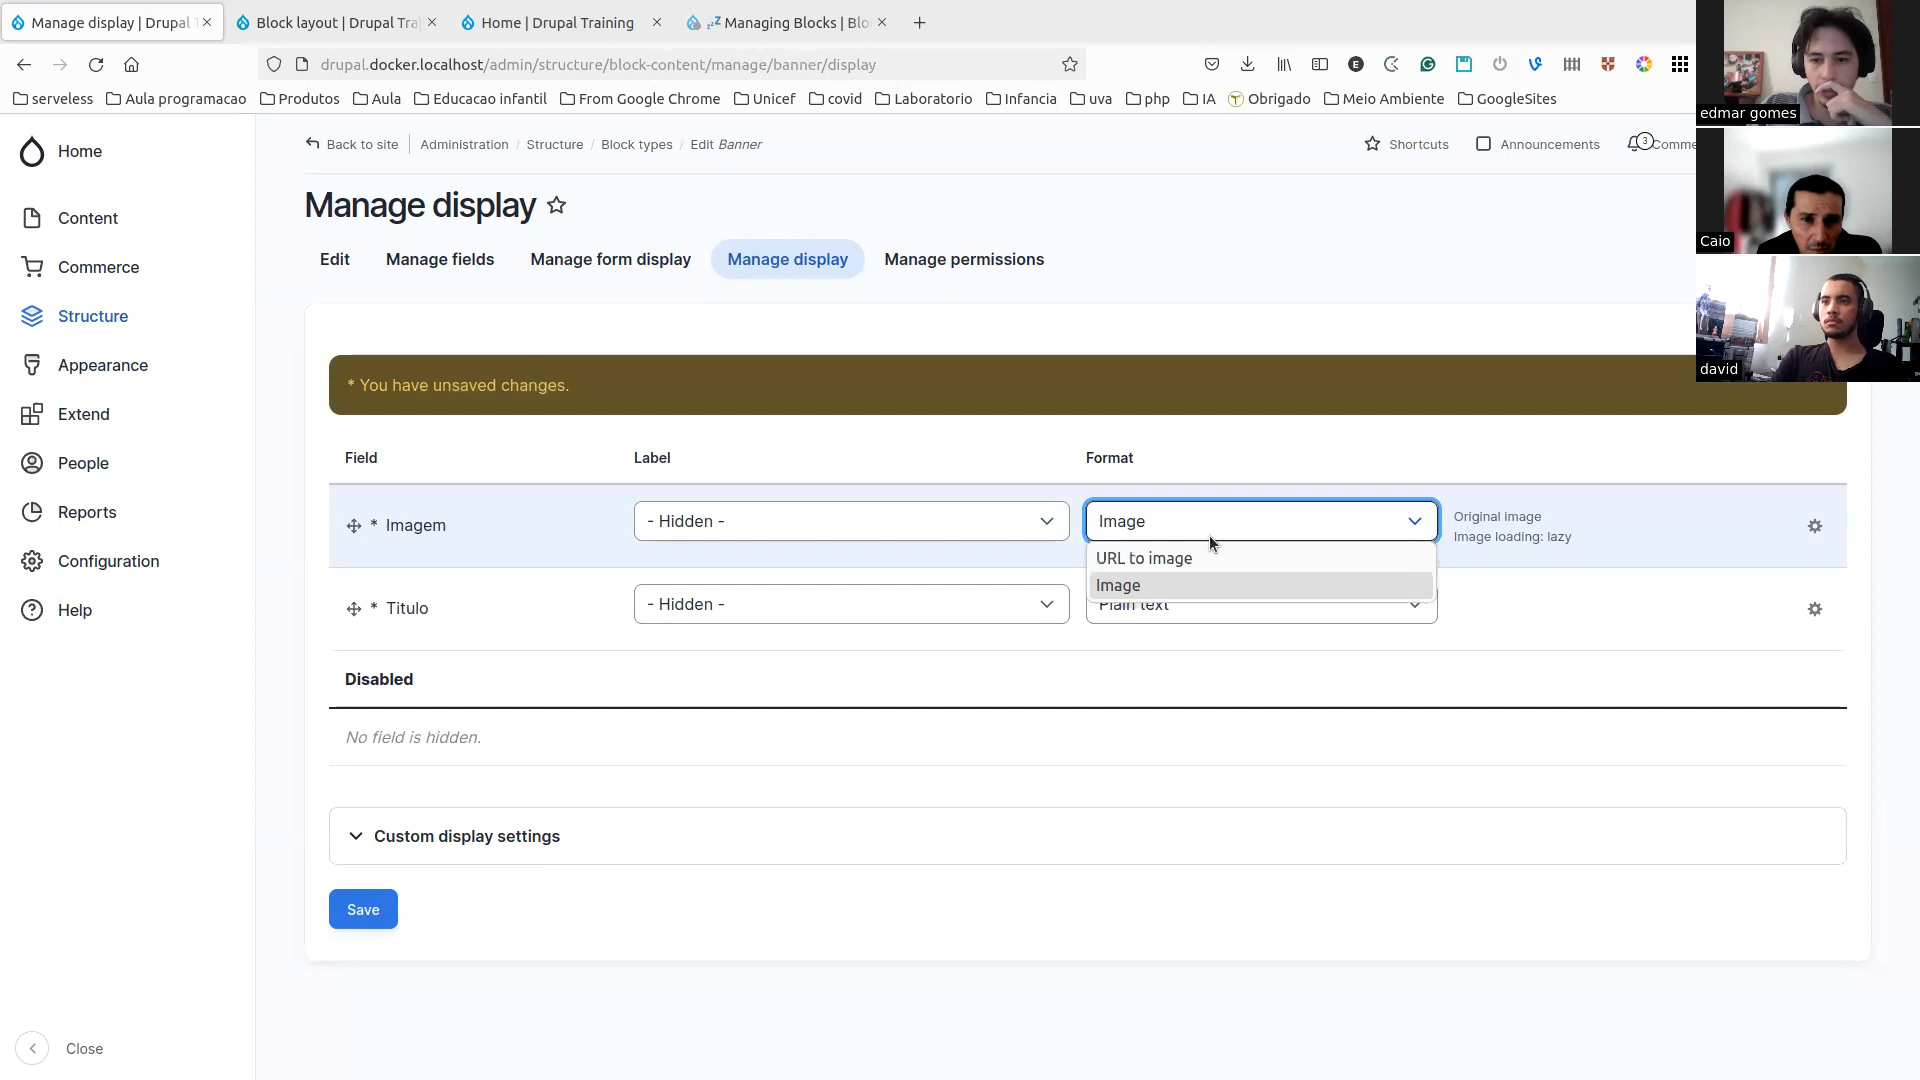 Manage display | Drupal T
Block layout | Drupal Tra
Home | Drupal Training
Managing Blocks | Blo
drupal.docker.localhost/admin/structure/block-content/manage/banner/display
serveless
Aula programacao
Produtos
Aula
Educacao infantil
From Google Chrome
Unicef
covid
Laboratorio
Infancia
uva
php
IA
Obrigado
Meio Ambiente
GoogleSites
edmar gomes
Caio
david
Home
Content
Commerce
Structure
Appearance
Extend
People
Reports
Configuration
Help
Close
Back to site
Administration / Structure / Block types / Edit Banner
Shortcuts
Announcements
3
Comme
Manage display
Edit
Manage fields
Manage form display
Manage display
Manage permissions
* You have unsaved changes.
Field
Label
Format
* Imagem
- Hidden -
Image
Original image
Image loading: lazy
URL to image
Image
* Titulo
- Hidden -
Plain text
Disabled
No field is hidden.
Custom display settings
Save